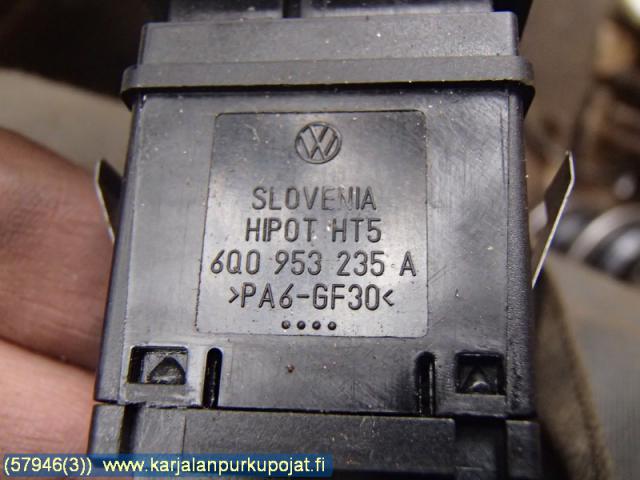 VW
SLOVENIA
HIPOT HT5
6Q0 953 235 A
>PA6-GF30<
(57946(3)) www.karjalanpurkupojat.fi